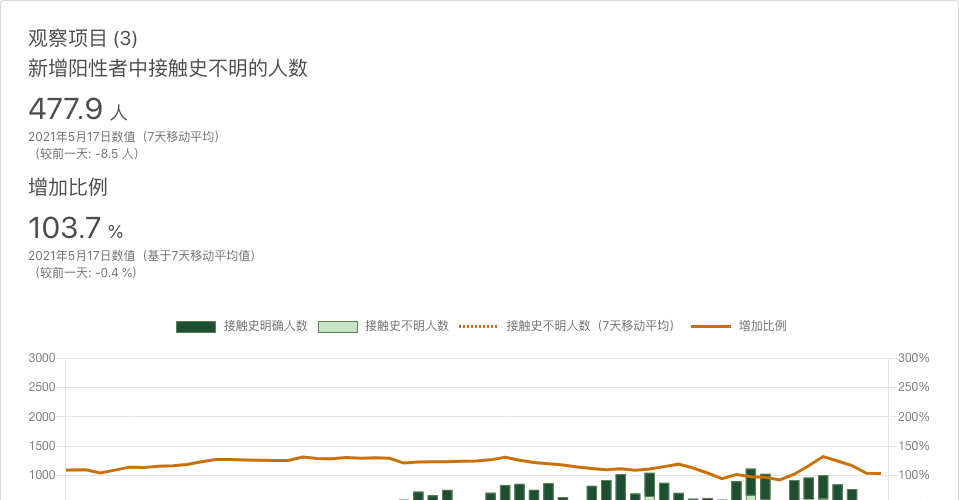 观察项目 (3)
新增阳性者中接触史不明的人数
477.9 人
2021年5月17日数值（7天移动平均）
（较前一天: -8.5 人）
增加比例
103.7 %
2021年5月17日数值（基于7天移动平均值）
（较前一天: -0.4 %）
接触史明确人数 接触史不明人数 接触史不明人数（7天移动平均） 增加比例
3000 300%
2500 250%
2000 200%
1500 150%
1000 100%